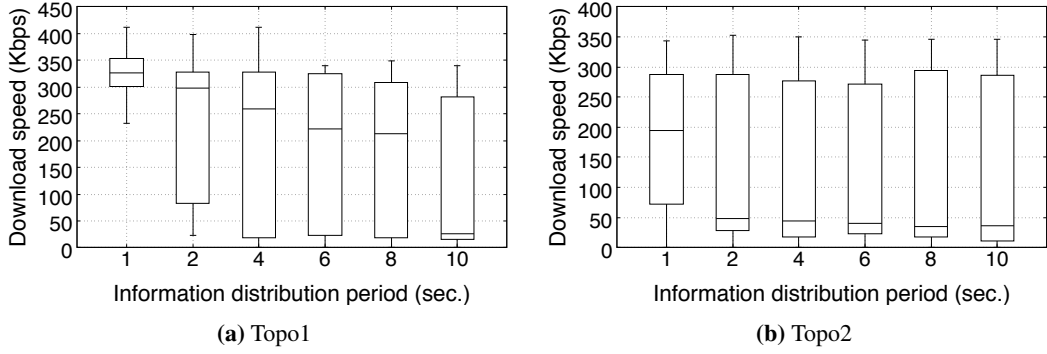 Download speed (Kbps)
450
400
350
300
250
200
150
100
50
0
1 2 4 6 8 10
Information distribution period (sec.)
(a) Topo1
Download speed (Kbps)
400
350
300
250
200
150
100
50
0
1 2 4 6 8 10
Information distribution period (sec.)
(b) Topo2